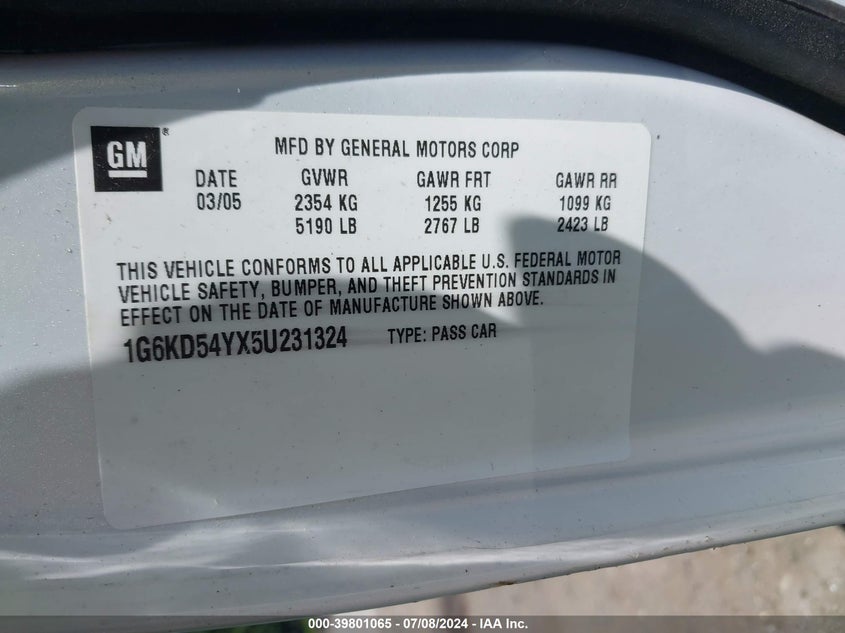 GM ®
MFD BY GENERAL MOTORS CORP
DATE GVWR GAWR FRT GAWR RR
03/05 2354 KG 1255 KG 1099 KG
5190 LB 2767 LB 2423 LB
THIS VEHICLE CONFORMS TO ALL APPLICABLE U.S. FEDERAL MOTOR
VEHICLE SAFETY, BUMPER, AND THEFT PREVENTION STANDARDS IN
EFFECT ON THE DATE OF MANUFACTURE SHOWN ABOVE.
1G6KD54YX5U231324 TYPE: PASS CAR
000-39801065 - 07/08/2024 - IAA Inc.